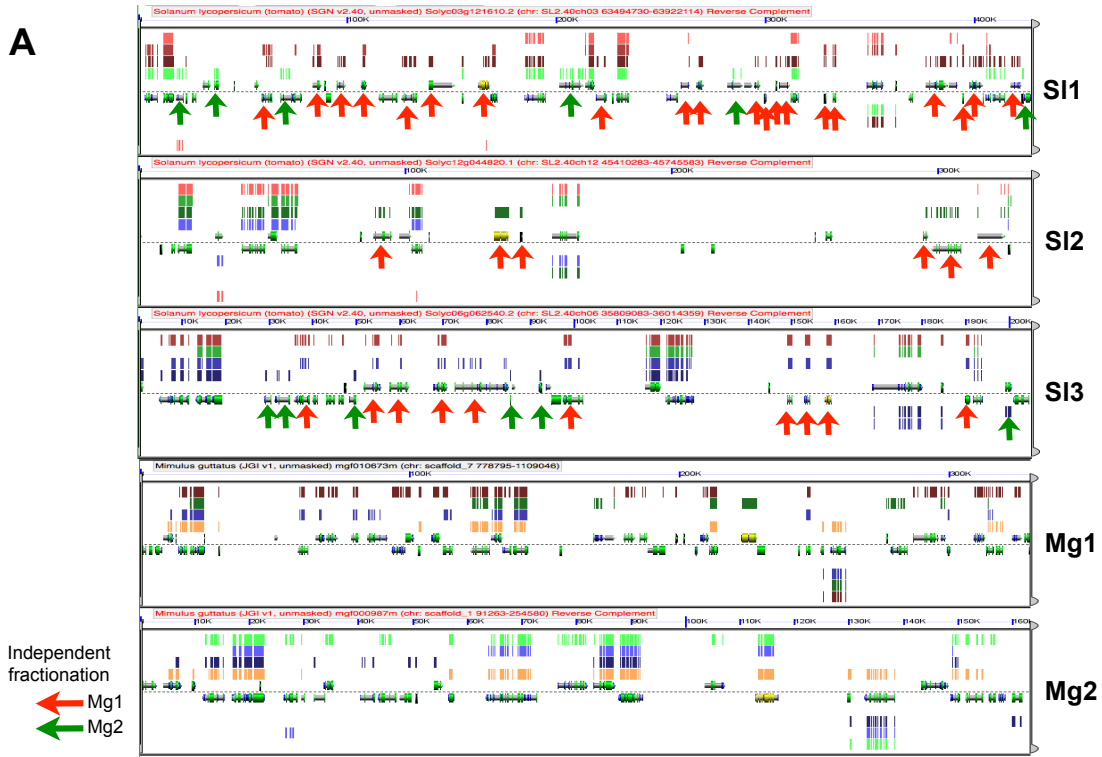 A
Solanum lycopersicum (tomato) (SGN v2.40, unmasked) Solyc03g121610.2 (chr: SL2.40ch03 63494730-63922114) Reverse Complement
100K 200K 300K 400K
Sl1
Solanum lycopersicum (tomato) (SGN v2.40, unmasked) Solyc12g044820.1 (chr: SL2.40ch12 45410283-45745583) Reverse Complement
100K 200K 300K
Sl2
Solanum lycopersicum (tomato) (SGN v2.40, unmasked) Solyc06g062540.2 (chr: SL2.40ch06 35809083-36014359) Reverse Complement
10K 20K 30K 40K 50K 60K 70K 80K 90K 100K 110K 120K 130K 140K 150K 160K 170K 180K 190K 200K
Sl3
Mimulus guttatus (JGI v1, unmasked) mgf010673m (chr: scaffold_7 778795-1109046)
100K 200K 300K
Mg1
Mimulus guttatus (JGI v1, unmasked) mgf000987m (chr: scaffold_1 91263-254580) Reverse Complement
10K 20K 30K 40K 50K 60K 70K 80K 90K 100K 110K 120K 130K 140K 150K 160
Mg2
Independent
fractionation
Mg1
Mg2